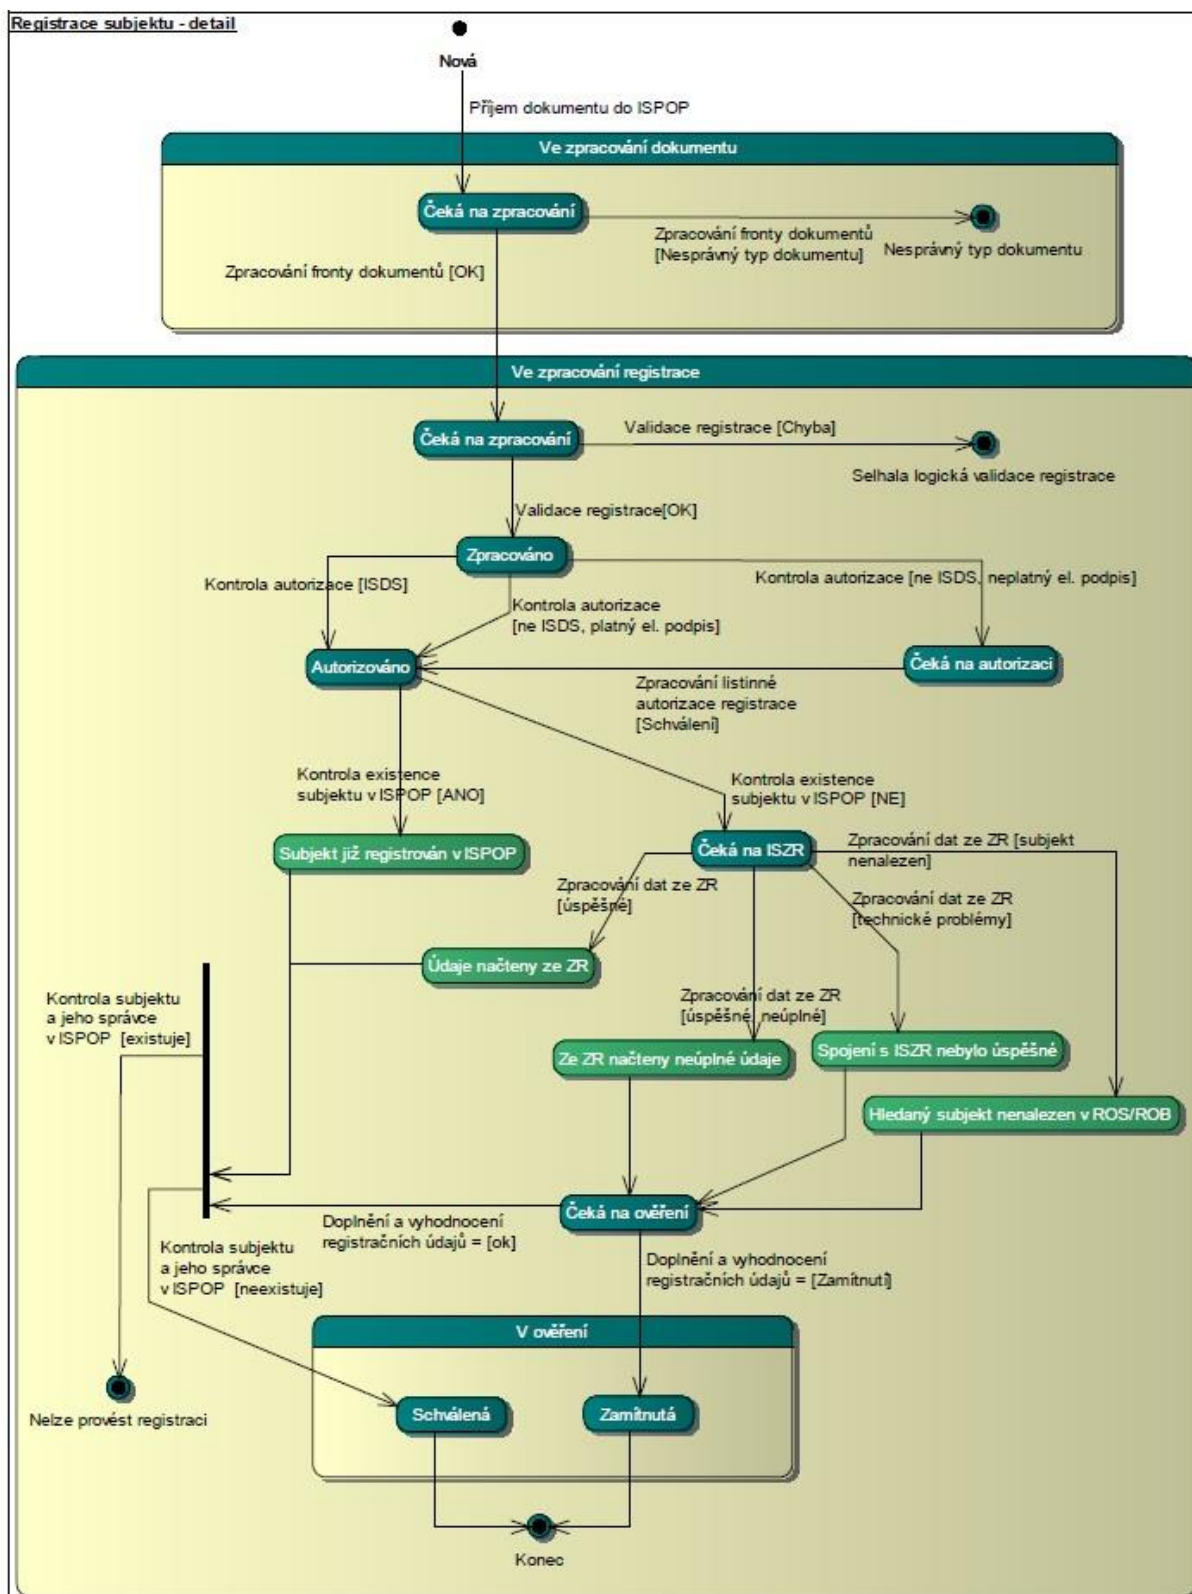 Registrace subjektu - detail
Nová
Příjem dokumentu do ISPOP
Ve zpracování dokumentu
Čeká na zpracování
Zpracování fronty dokumentů
[Nesprávný typ dokumentu]
Nesprávný typ dokumentu
Zpracování fronty dokumentů [OK]
Ve zpracování registrace
Čeká na zpracování
Validace registrace [Chyba]
Selhala logická validace registrace
Validace registrace[OK]
Zpracováno
Kontrola autorizace [ISDS]
Kontrola autorizace
[ne ISDS, platný el. podpis]
Kontrola autorizace [ne ISDS, neplatný el. podpis]
Autorizováno
Čeká na autorizaci
Zpracování listinné
autorizace registrace
[Schválení]
Kontrola existence
subjektu v ISPOP [ANO]
Kontrola existence
subjektu v ISPOP [NE]
Subjekt již registrován v ISPOP
Čeká na ISZR
Zpracování dat ze ZR [subjekt
nenalezen]
Zpracování dat ze ZR
[úspěšné]
Zpracování dat ze ZR
[technické problémy]
Údaje načteny ze ZR
Kontrola subjektu
a jeho správce
v ISPOP [existuje]
Zpracování dat ze ZR
[úspěšné, neúplné]
Ze ZR načteny neúplné údaje
Spojení s ISZR nebylo úspěšné
Hledaný subjekt nenalezen v ROS/ROB
Čeká na ověření
Doplnění a vyhodnocení
registračních údajů = [ok]
Kontrola subjektu
a jeho správce
v ISPOP [neexistuje]
Doplnění a vyhodnocení
registračních údajů = [Zamítnutí]
V ověření
Schválená
Zamítnutá
Nelze provést registraci
Konec